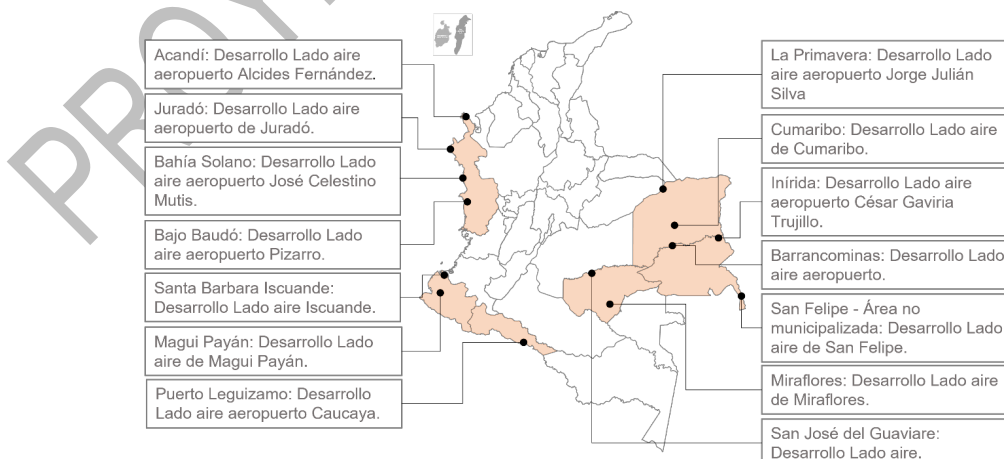 PROY
Acandí: Desarrollo Lado aire
aeropuerto Alcides Fernández.
Juradó: Desarrollo Lado aire
aeropuerto de Juradó.
Bahía Solano: Desarrollo Lado
aire aeropuerto José Celestino
Mutis.
Bajo Baudó: Desarrollo Lado
aire aeropuerto Pizarro.
Santa Barbara Iscuande:
Desarrollo Lado aire Iscuande.
Magui Payán: Desarrollo Lado
aire de Magui Payán.
Puerto Leguizamo: Desarrollo
Lado aire aeropuerto Caucaya.
La Primavera: Desarrollo Lado
aire aeropuerto Jorge Julián
Silva
Cumaribo: Desarrollo Lado aire
de Cumaribo.
Inírida: Desarrollo Lado aire
aeropuerto César Gaviria
Trujillo.
Barrancominas: Desarrollo Lado
aire aeropuerto.
San Felipe - Área no
municipalizada: Desarrollo Lado
aire de San Felipe.
Miraflores: Desarrollo Lado aire
de Miraflores.
San José del Guaviare:
Desarrollo Lado aire.